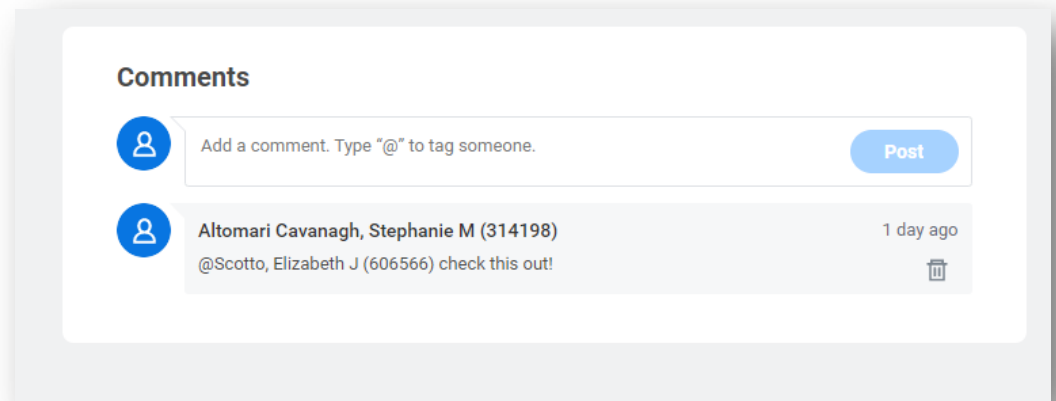 Comments
Add a comment. Type “@” to tag someone.
Post
Altomari Cavanagh, Stephanie M (314198)
1 day ago
@Scotto, Elizabeth J (606566) check this out!